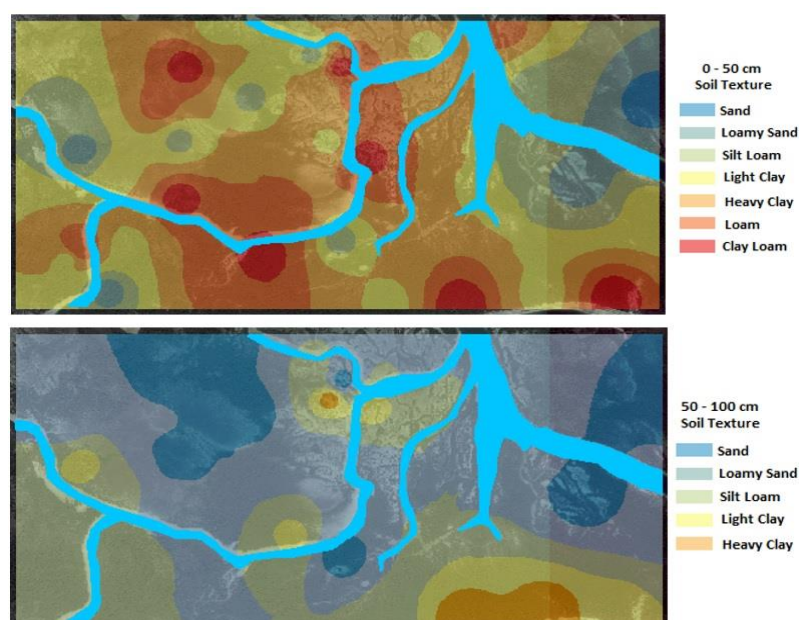 0 - 50 cm
Soil Texture
Sand
Loamy Sand
Silt Loam
Light Clay
Heavy Clay
Loam
Clay Loam
50 - 100 cm
Soil Texture
Sand
Loamy Sand
Silt Loam
Light Clay
Heavy Clay